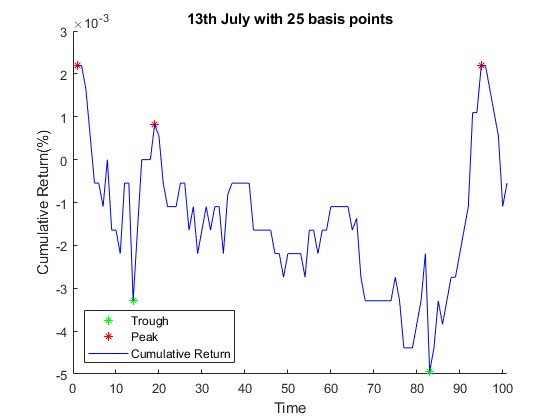 13th July with 25 basis points
×10⁻³
3
2
1
0
-1
-2
-3
-4
-5
Cumulative Return(%)
Trough
Peak
Cumulative Return
0 10 20 30 40 50 60 70 80 90 100
Time